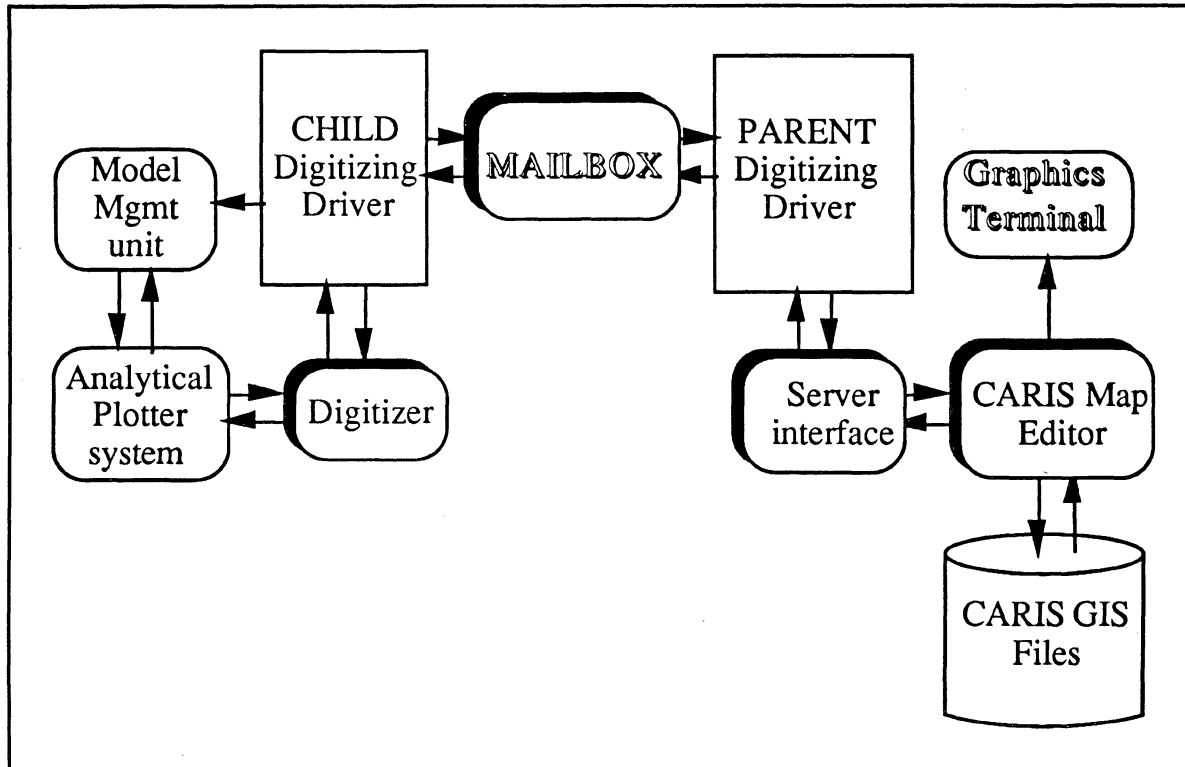 CHILD
Digitizing
Driver
MAILBOX
PARENT
Digitizing
Driver
Model
Mgmt
unit
Graphics
Terminal
Analytical
Plotter
system
Digitizer
Server
interface
CARIS Map
Editor
CARIS GIS
Files